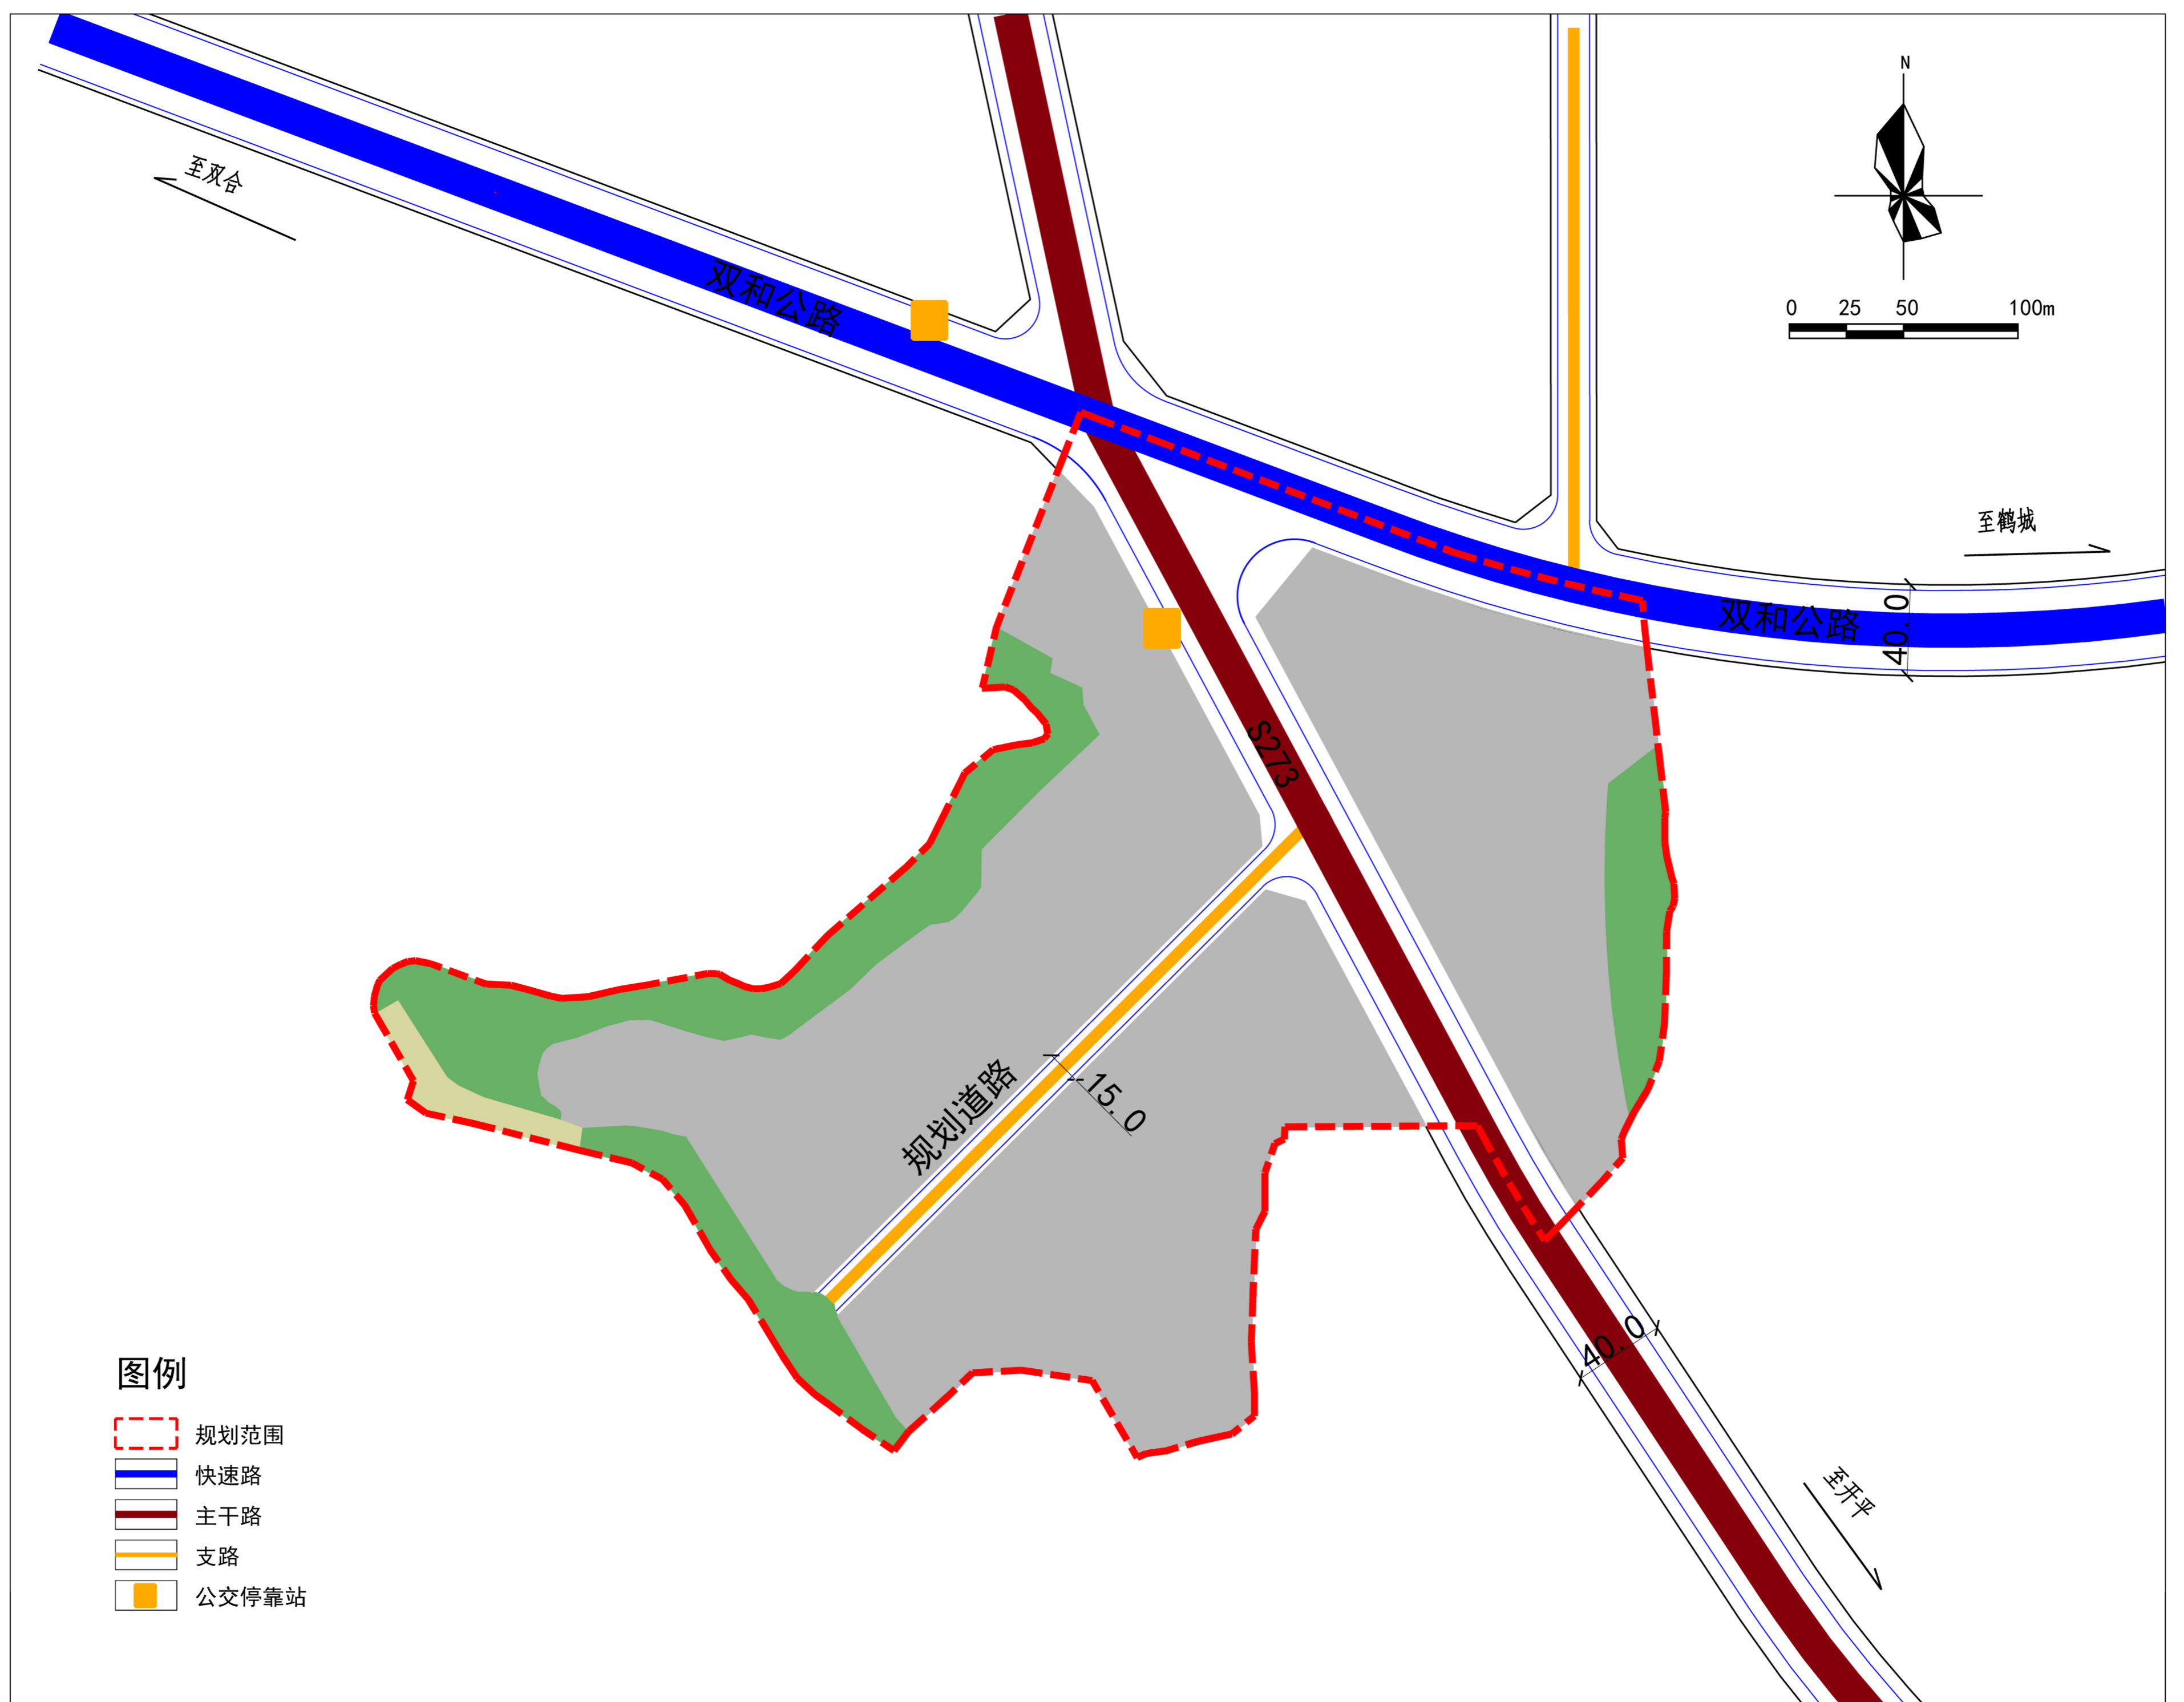 N
至双合
双和公路
0 25 50 100m
至鹤城
双和公路
40.0
S273
规划道路
15.0
40.0
至开平
图例
规划范围
快速路
主干路
支路
公交停靠站